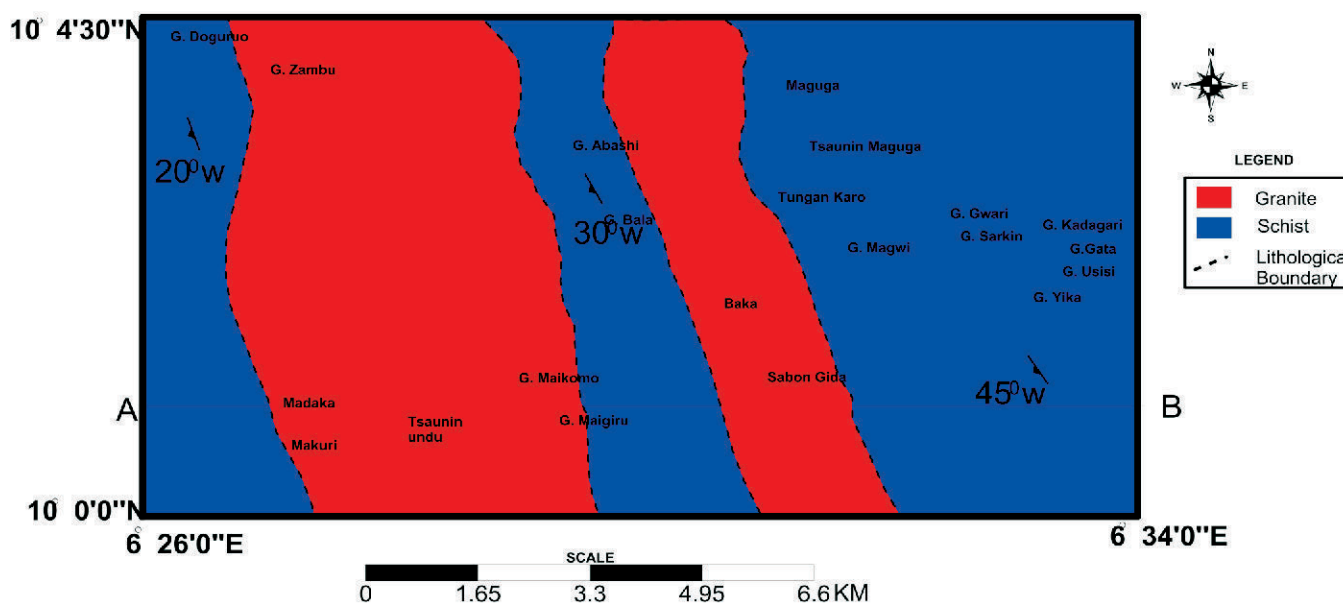 10° 4'30"N
G. Doguruo
G. Zambu
Maguga
G. Abashi
Tsaunin Maguga
20⁰w
Tungan Karo
G. Bala
30⁰w
G. Gwari
G. Kadagari
G. Sarkin
G. Magwi
G.Gata
G. Usisi
G. Yika
Baka
G. Maikomo
Sabon Gida
45⁰w
Madaka
A
B
Tsaunin
undu
G. Maigiru
Makuri
10° 0'0"N
6° 26'0"E
6° 34'0"E
SCALE
0 1.65 3.3 4.95 6.6 KM
N
W E
S
LEGEND
Granite
Schist
Lithological
Boundary